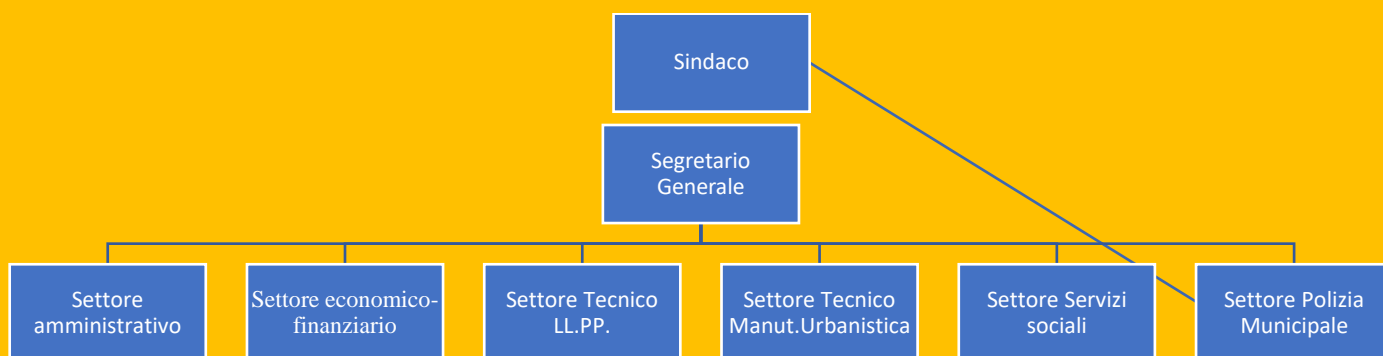 Sindaco
Segretario
Generale
Settore
amministrativo
Settore economico-
finanziario
Settore Tecnico
LL.PP.
Settore Tecnico
Manut.Urbanistica
Settore Servizi
sociali
Settore Polizia
Municipale